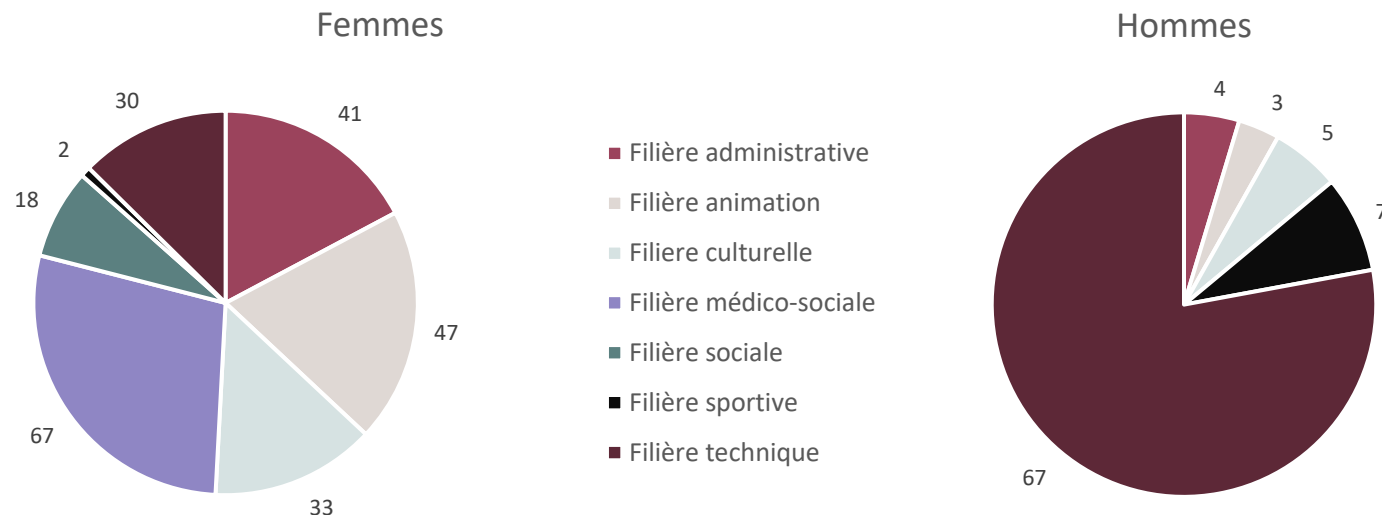 Femmes
41
47
33
67
18
2
30
Filière administrative
Filière animation
Filiere culturelle
Filière médico-sociale
Filière sociale
Filière sportive
Filière technique
Hommes
4
3
5
7
67